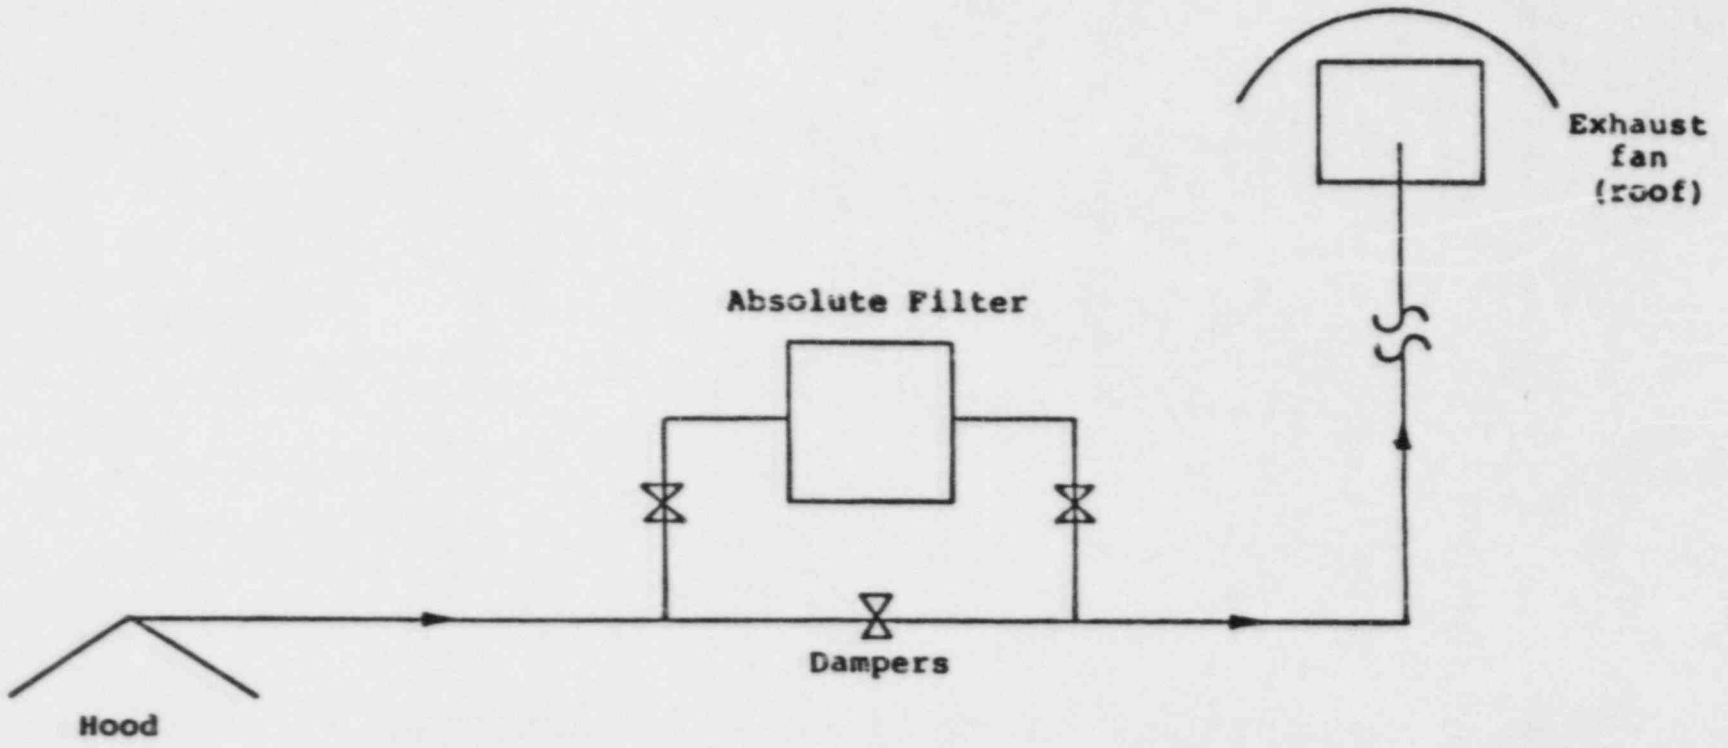 Exhaust
fan
(roof)
Absolute Filter
Dampers
Hood